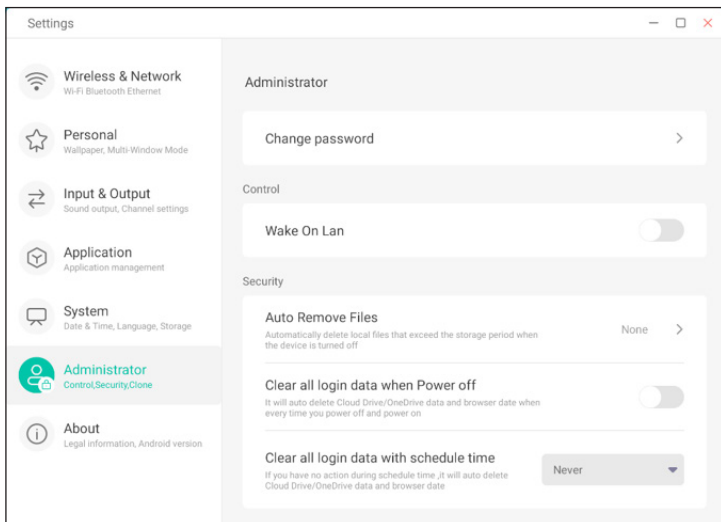 Settings
Wireless & Network
Wi-Fi Bluetooth Ethernet
Personal
Wallpaper, Multi-Window Mode
Input & Output
Sound output, Channel settings
Application
Application management
System
Date & Time, Language, Storage
Administrator
Control,Security,Clone
About
Legal information, Android version
Administrator
Change password
Control
Wake On Lan
Security
Auto Remove Files
Automatically delete local files that exceed the storage period when
the device is turned off
None
Clear all login data when Power off
It will auto delete Cloud Drive/OneDrive data and browser date when
every time you power off and power on
Clear all login data with schedule time
If you have no action during schedule time ,it will auto delete
Cloud Drive/OneDrive data and browser date
Never